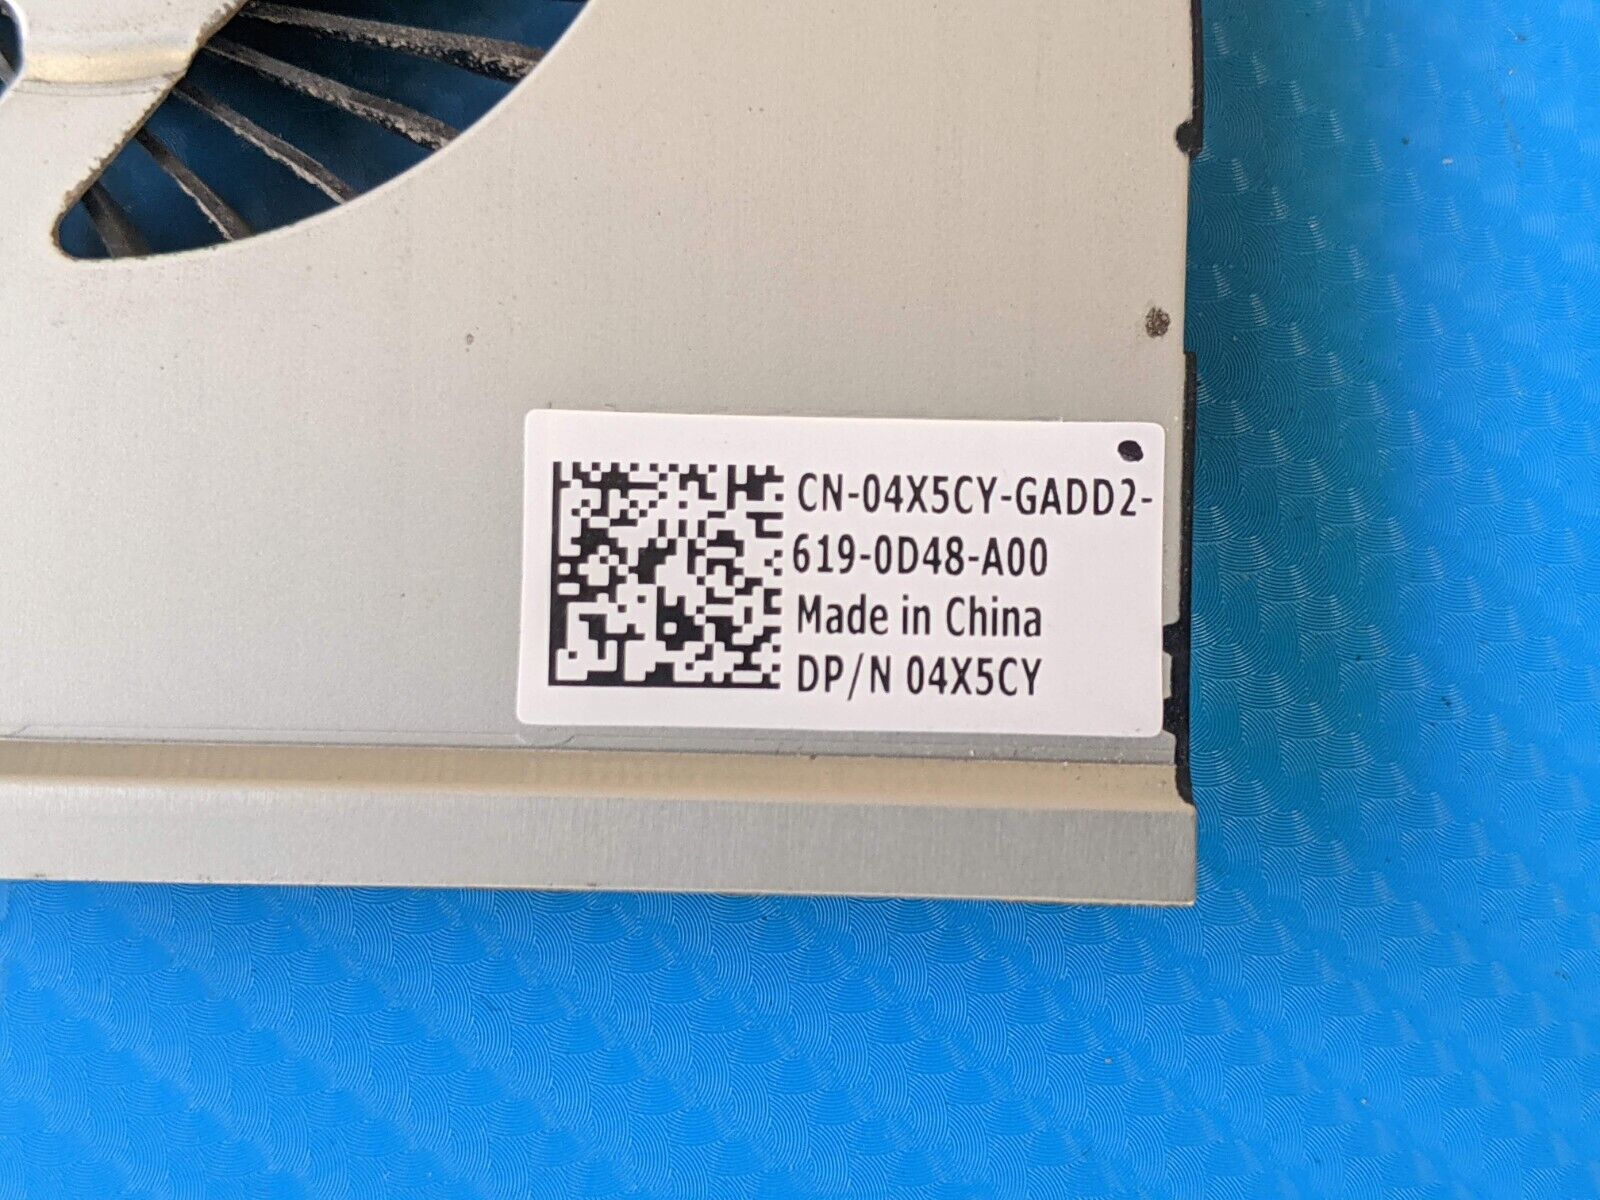 CN-04X5CY-GADD2-
619-0D48-A00
Made in China
DP/N 04X5CY